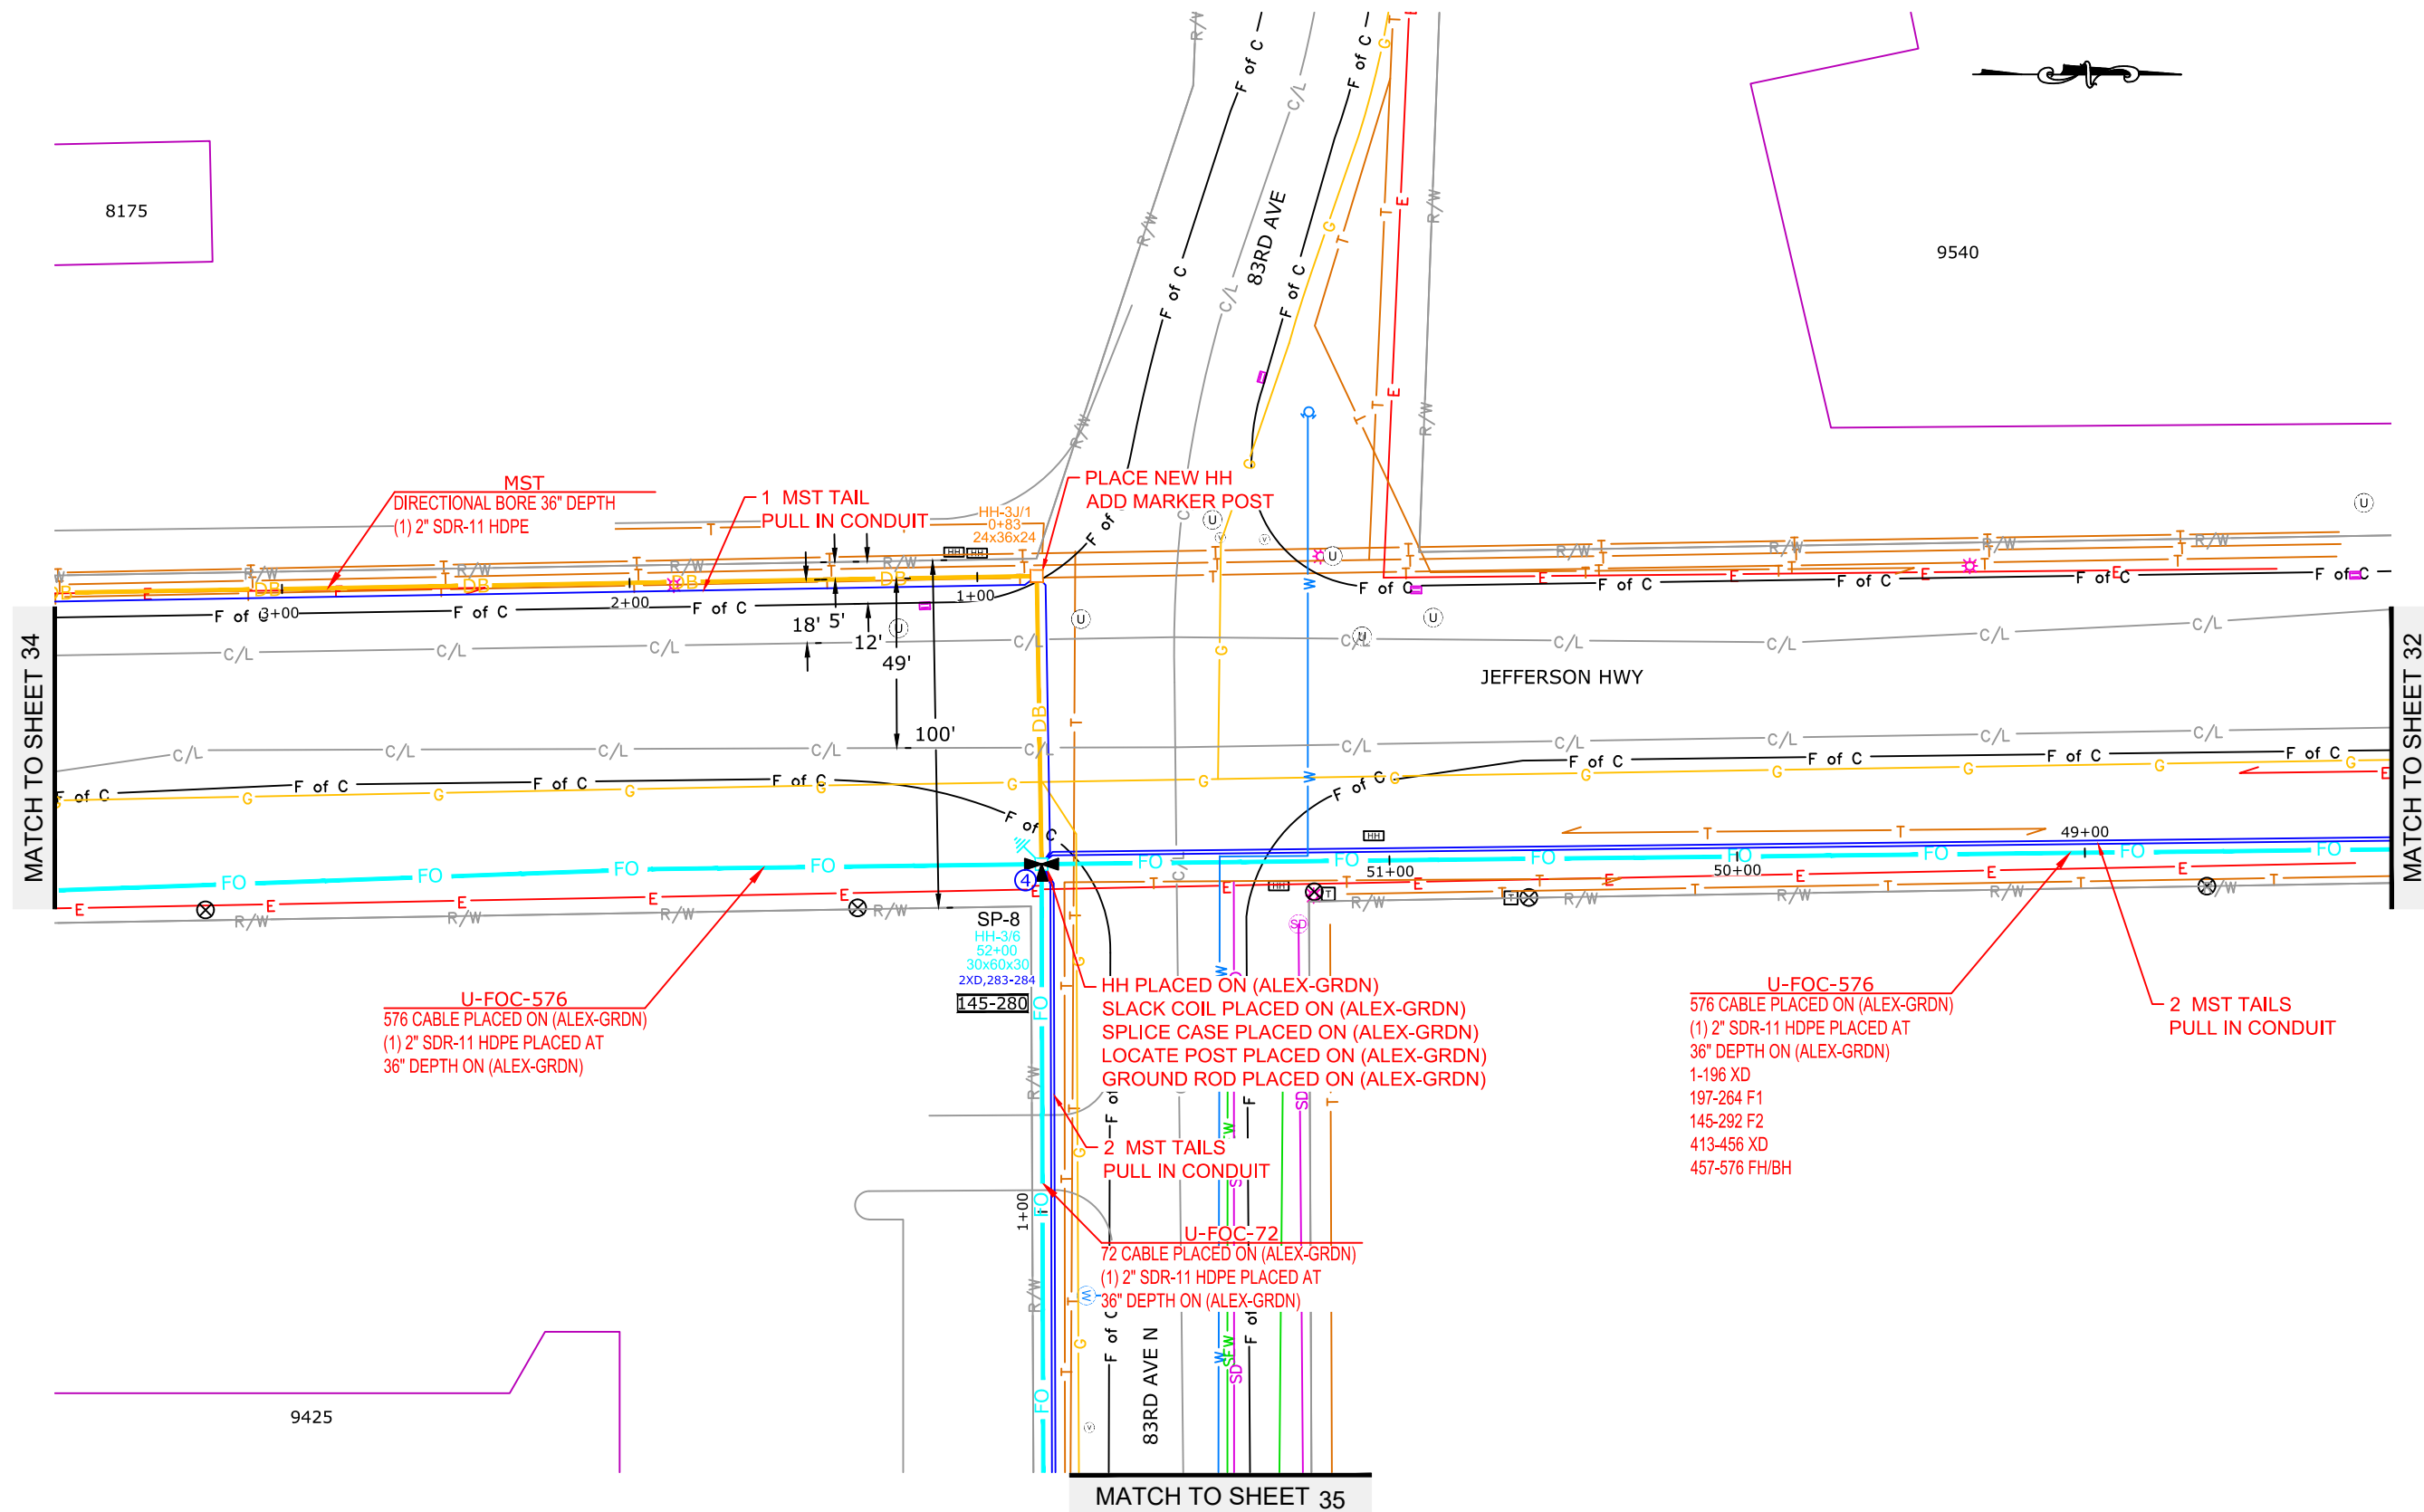 8175
9540
83RD AVE
MST
DIRECTIONAL BORE 36" DEPTH
(1) 2" SDR-11 HDPE
1 MST TAIL
PULL IN CONDUIT
HH-3J/1
0+83
24x36x24
PLACE NEW HH
ADD MARKER POST
3+00
2+00
1+00
18'
5'
12'
49'
100'
JEFFERSON HWY
MATCH TO SHEET 34
MATCH TO SHEET 32
49+00
50+00
51+00
4
SP-8
HH-3/6
52+00
30x60x30
2XD,283-284
145-280
U-FOC-576
576 CABLE PLACED ON (ALEX-GRDN)
(1) 2" SDR-11 HDPE PLACED AT
36" DEPTH ON (ALEX-GRDN)
HH PLACED ON (ALEX-GRDN)
SLACK COIL PLACED ON (ALEX-GRDN)
SPLICE CASE PLACED ON (ALEX-GRDN)
LOCATE POST PLACED ON (ALEX-GRDN)
GROUND ROD PLACED ON (ALEX-GRDN)
U-FOC-576
576 CABLE PLACED ON (ALEX-GRDN)
(1) 2" SDR-11 HDPE PLACED AT
36" DEPTH ON (ALEX-GRDN)
1-196 XD
197-264 F1
145-292 F2
413-456 XD
457-576 FH/BH
2 MST TAILS
PULL IN CONDUIT
2 MST TAILS
PULL IN CONDUIT
1+00
U-FOC-72
72 CABLE PLACED ON (ALEX-GRDN)
(1) 2" SDR-11 HDPE PLACED AT
36" DEPTH ON (ALEX-GRDN)
83RD AVE N
9425
MATCH TO SHEET 35